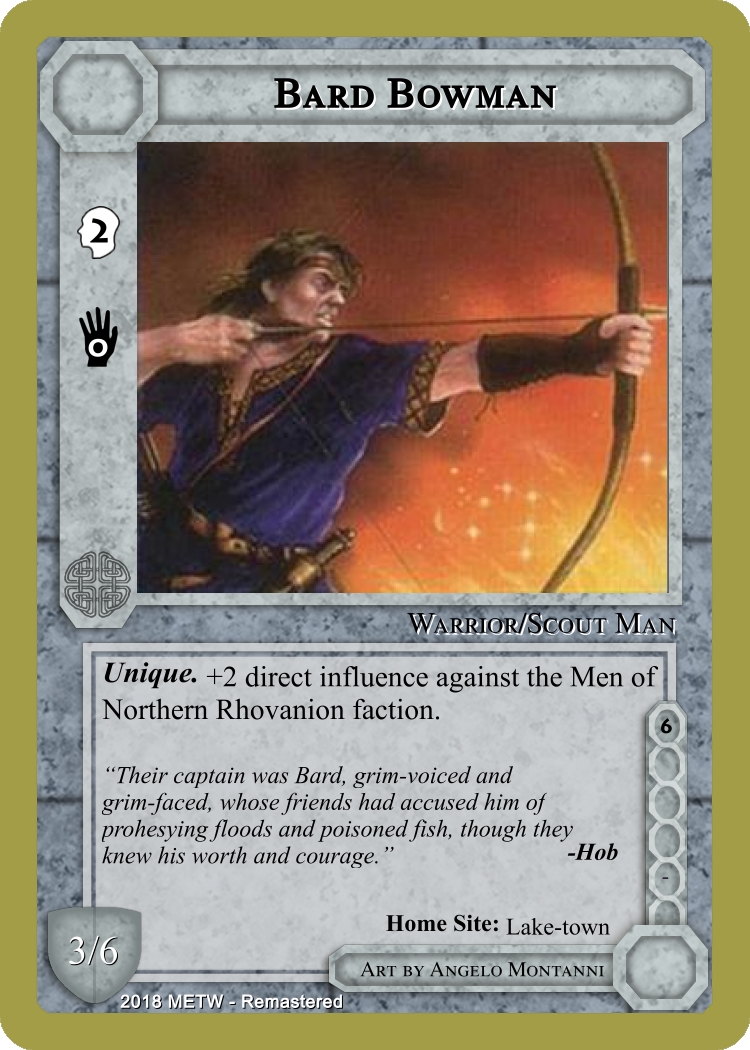 BARD BOWMAN
2
0
WARRIOR/SCOUT MAN
Unique. +2 direct influence against the Men of
Northern Rhovanion faction.
6
“Their captain was Bard, grim-voiced and
grim-faced, whose friends had accused him of
prohesying floods and poisoned fish, though they
knew his worth and courage.” -Hob
-
Home Site: Lake-town
3/6
ART BY ANGELO MONTANNI
2018 METW - Remastered